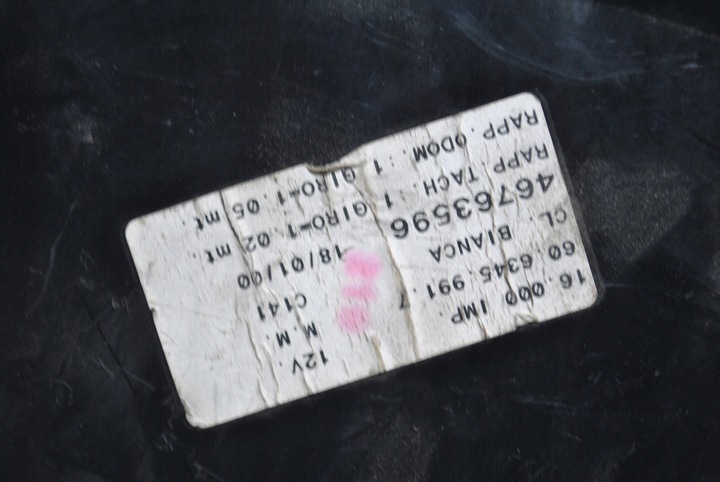 16.000 IMP. 12V
60.6345.991.7 M.M.
CL. BIANCA C141
46763596 18/01/00
RAPP. TACH.: 1 GIRO=1.02 mt.
RAPP. ODOM.: 1 GIRO=1.05 mt.